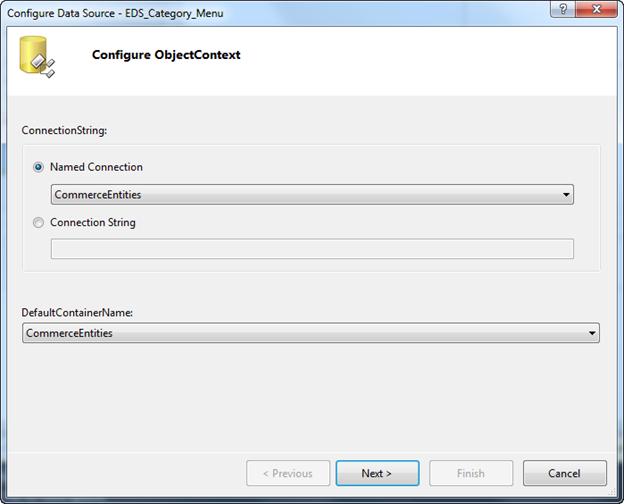 Configure Data Source - EDS_Category_Menu
Configure ObjectContext
ConnectionString:
Named Connection
CommerceEntities
Connection String
DefaultContainerName:
CommerceEntities
< Previous
Next >
Finish
Cancel